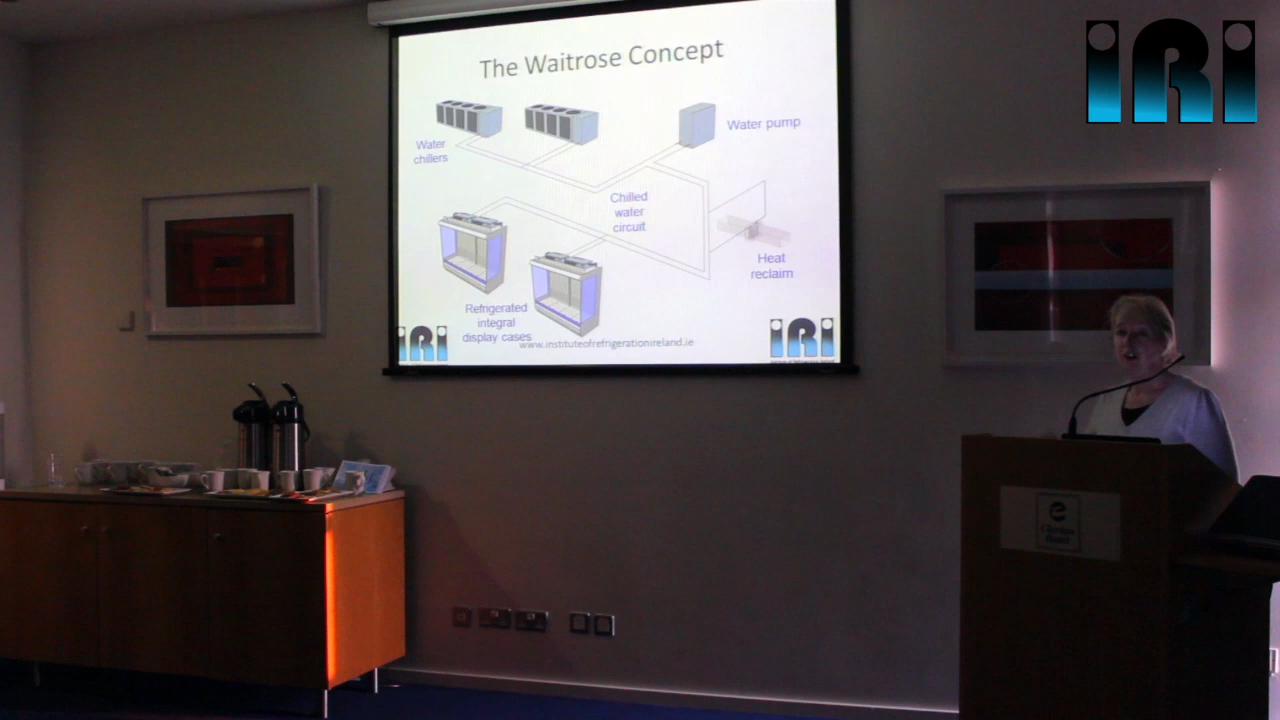 IRI
The Waitrose Concept
Water
chillers
Water pump
Chilled
water
circuit
Heat
reclaim
Refrigerated
integral
display cases
www.instituteofrefrigerationireland.ie
IRI
IRI